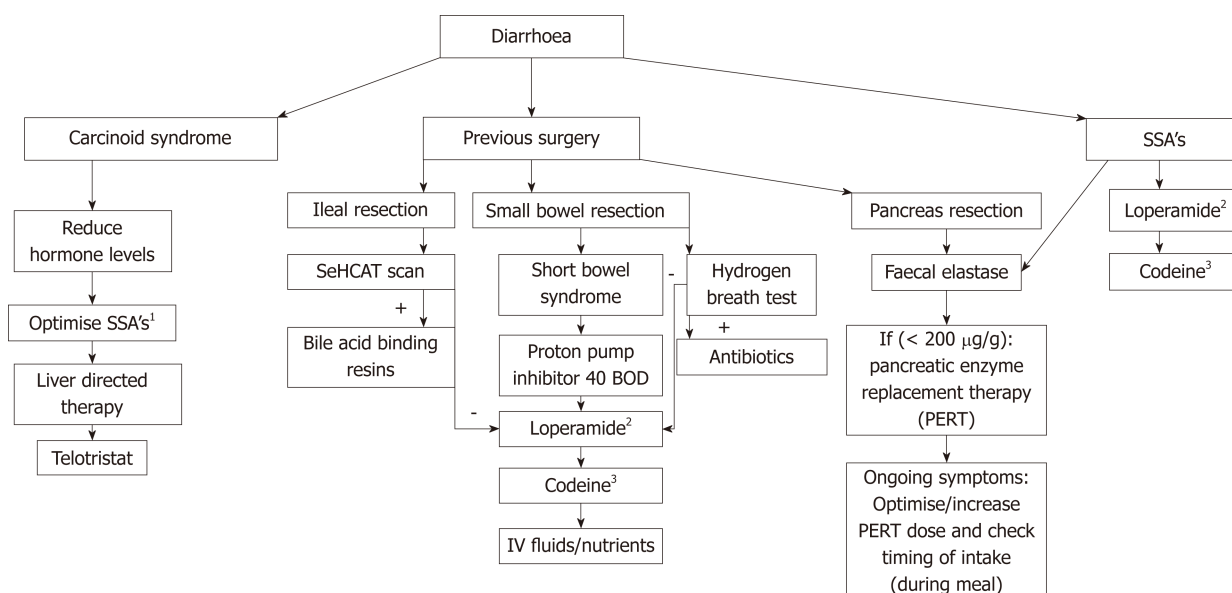 Diarrhoea
Carcinoid syndrome
Previous surgery
SSA's
Reduce
hormone levels
Optimise SSA's¹
Liver directed
therapy
Telotristat
Ileal resection
SeHCAT scan
+
Bile acid binding
resins
-
Small bowel resection
Short bowel
syndrome
Proton pump
inhibitor 40 BOD
Loperamide²
Codeine³
IV fluids/nutrients
-
Hydrogen
breath test
+
Antibiotics
Pancreas resection
Faecal elastase
If (< 200 μg/g):
pancreatic enzyme
replacement therapy
(PERT)
Ongoing symptoms:
Optimise/increase
PERT dose and check
timing of intake
(during meal)
Loperamide²
Codeine³